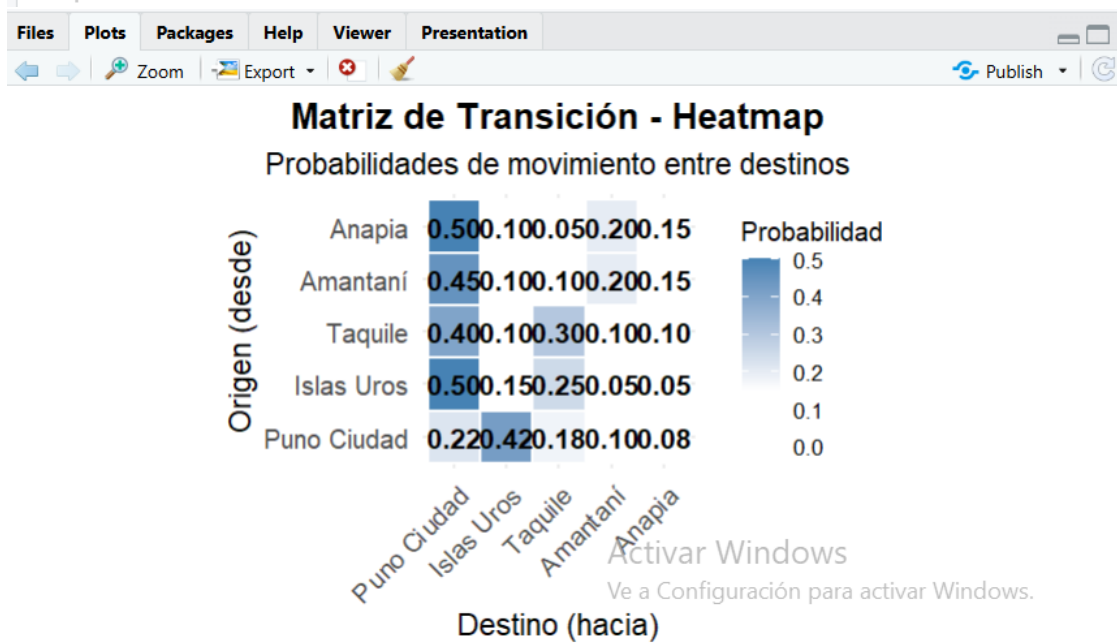 Files Plots Packages Help Viewer Presentation
Zoom Export Publish
Matriz de Transición - Heatmap
Probabilidades de movimiento entre destinos
Origen (desde)
Anapia 0.50 0.10 0.05 0.20 0.15
Amantaní 0.45 0.10 0.10 0.20 0.15
Taquile 0.40 0.10 0.30 0.10 0.10
Islas Uros 0.50 0.15 0.25 0.05 0.05
Puno Ciudad 0.22 0.42 0.18 0.10 0.08
Probabilidad
0.5
0.4
0.3
0.2
0.1
0.0
Puno Ciudad
Islas Uros
Taquile
Amantaní
Anapia
Destino (hacia)
Activar Windows
Ve a Configuración para activar Windows.